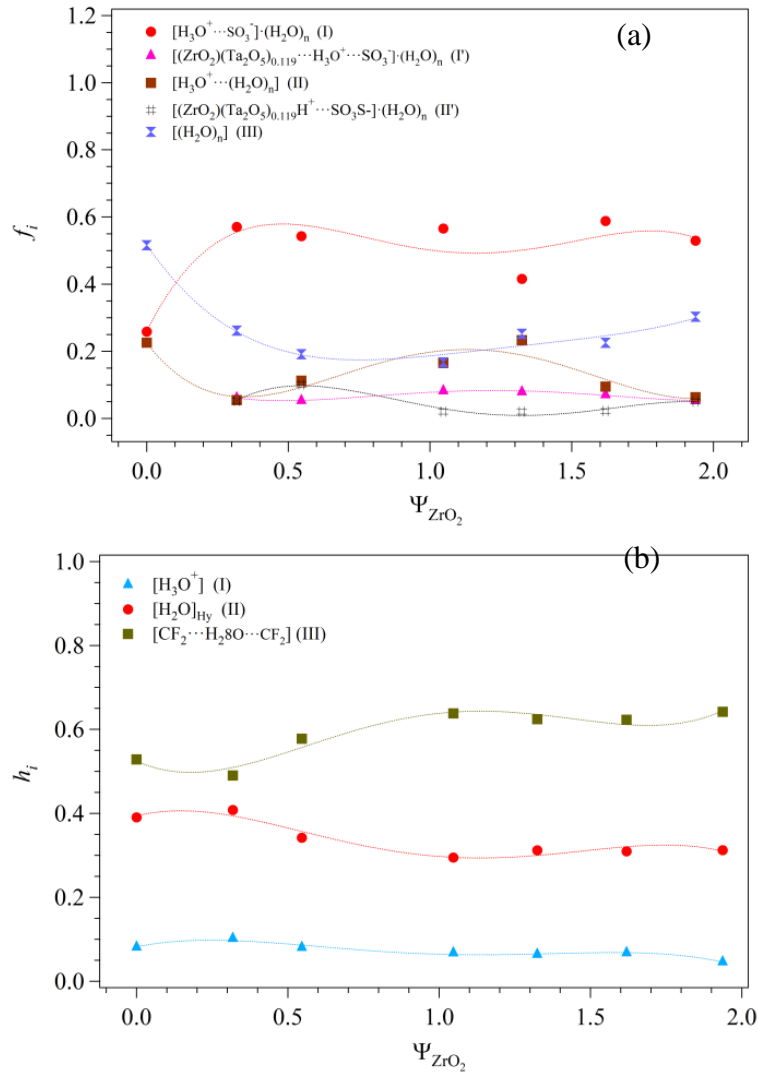 (a)
[H₃O⁺···SO₃⁻]·(H₂O)ₙ (I)
[(ZrO₂)(Ta₂O₅)₀.₁₁₉···H₃O⁺···SO₃⁻]·(H₂O)ₙ (I')
[H₃O⁺···(H₂O)ₙ] (II)
[(ZrO₂)(Ta₂O₅)₀.₁₁₉H⁺···SO₃S-]·(H₂O)ₙ (II')
[(H₂O)ₙ] (III)
1.2
1.0
0.8
0.6
0.4
0.2
0.0
fᵢ
0.0 0.5 1.0 1.5 2.0
Ψ_ZrO₂
(b)
[H₃O⁺] (I)
[H₂O]_Hy (II)
[CF₂···H₂8O···CF₂] (III)
1.0
0.8
0.6
0.4
0.2
0.0
hᵢ
0.0 0.5 1.0 1.5 2.0
Ψ_ZrO₂